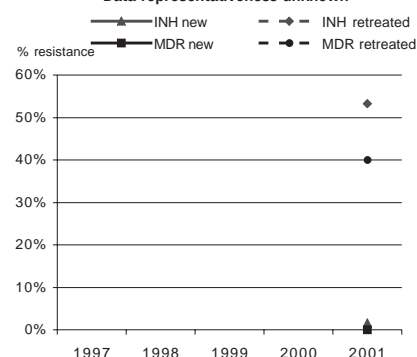 Data representativeness unknown
INH new INH retreated
MDR new MDR retreated
% resistance
60%
50%
40%
30%
20%
10%
0%
1997 1998 1999 2000 2001